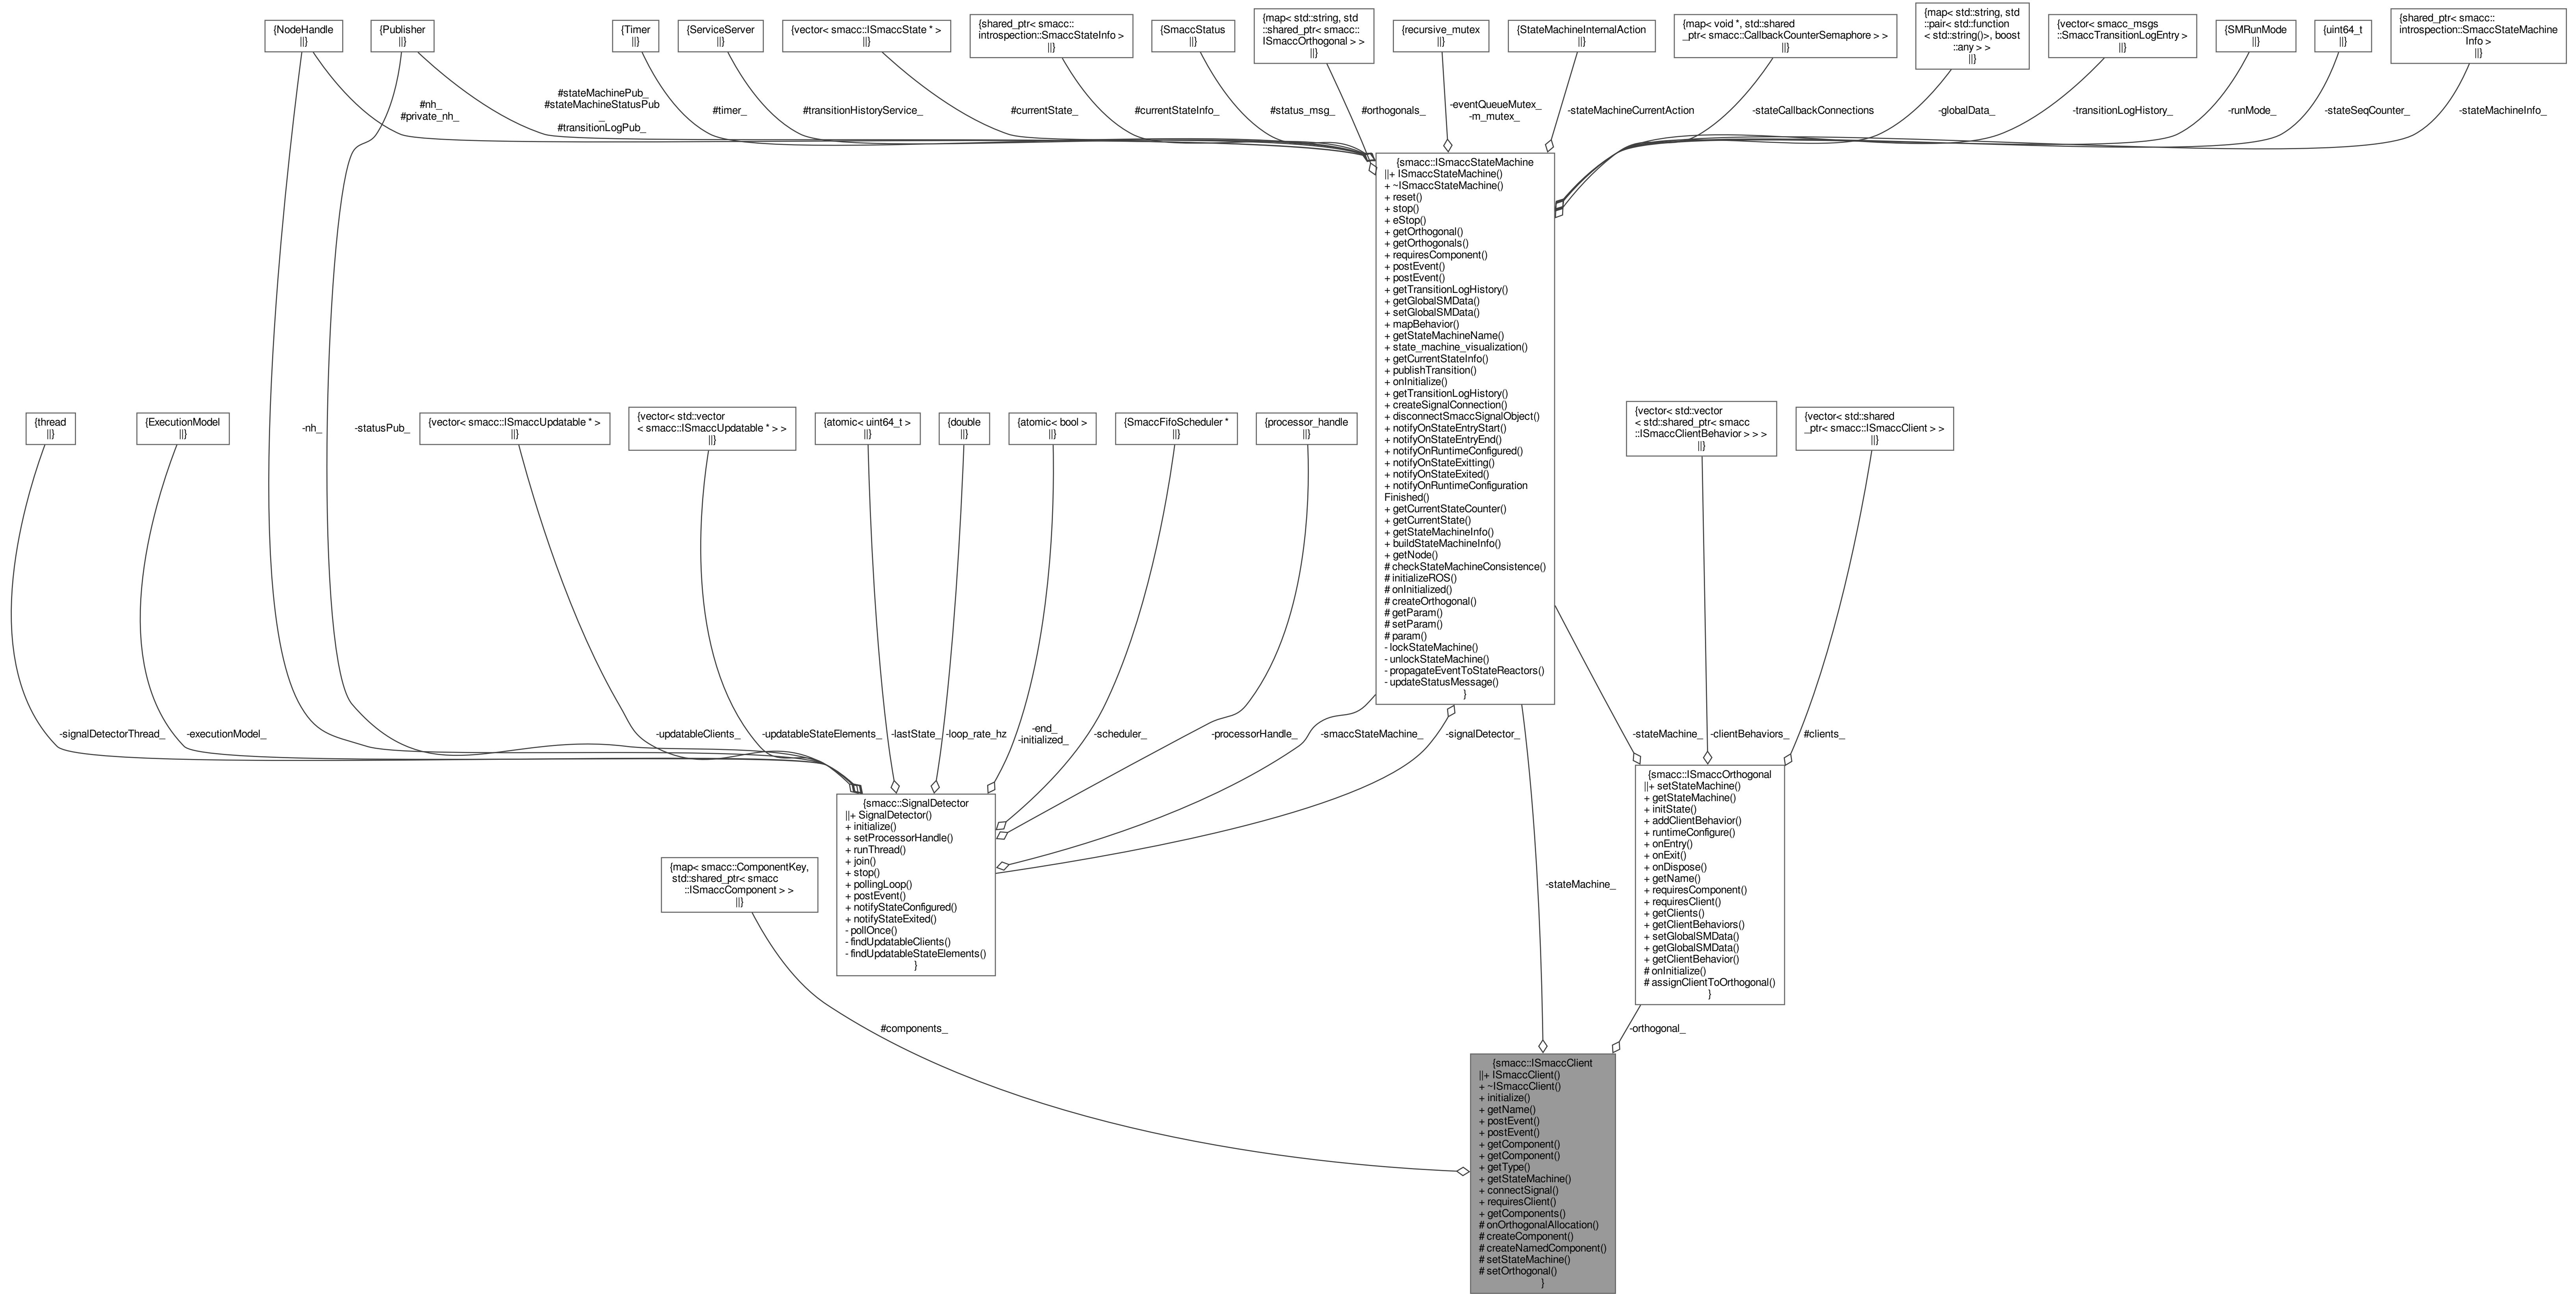 {NodeHandle
||}
{Publisher
||}
{Timer
||}
{ServiceServer
||}
{vector< smacc::ISmaccState * >
||}
{shared_ptr< smacc::
introspection::SmaccStateInfo >
||}
{SmaccStatus
||}
{map< std::string, std
::shared_ptr< smacc::
ISmaccOrthogonal > >
||}
{recursive_mutex
||}
{StateMachineInternalAction
||}
{map< void *, std::shared
_ptr< smacc::CallbackCounterSemaphore > >
||}
{map< std::string, std
::pair< std::function
< std::string()>, boost
::any > >
||}
{vector< smacc_msgs
::SmaccTransitionLogEntry >
||}
{SMRunMode
||}
{uint64_t
||}
{shared_ptr< smacc::
introspection::SmaccStateMachine
Info >
||}
#nh_
#private_nh_
#stateMachinePub_
#stateMachineStatusPub
_
#transitionLogPub_
#timer_
#transitionHistoryService_
#currentState_
#currentStateInfo_
#status_msg_
#orthogonals_
-eventQueueMutex_
-m_mutex_
-stateMachineCurrentAction
-stateCallbackConnections
-globalData_
-transitionLogHistory_
-runMode_
-stateSeqCounter_
-stateMachineInfo_
{smacc::ISmaccStateMachine
||+ ISmaccStateMachine()
+ ~ISmaccStateMachine()
+ reset()
+ stop()
+ eStop()
+ getOrthogonal()
+ getOrthogonals()
+ requiresComponent()
+ postEvent()
+ postEvent()
+ getTransitionLogHistory()
+ getGlobalSMData()
+ setGlobalSMData()
+ mapBehavior()
+ getStateMachineName()
+ state_machine_visualization()
+ getCurrentStateInfo()
+ publishTransition()
+ onInitialize()
+ getTransitionLogHistory()
+ createSignalConnection()
+ disconnectSmaccSignalObject()
+ notifyOnStateEntryStart()
+ notifyOnStateEntryEnd()
+ notifyOnRuntimeConfigured()
+ notifyOnStateExitting()
+ notifyOnStateExited()
+ notifyOnRuntimeConfiguration
Finished()
+ getCurrentStateCounter()
+ getCurrentState()
+ getStateMachineInfo()
+ buildStateMachineInfo()
+ getNode()
# checkStateMachineConsistence()
# initializeROS()
# onInitialized()
# createOrthogonal()
# getParam()
# setParam()
# param()
- lockStateMachine()
- unlockStateMachine()
- propagateEventToStateReactors()
- updateStatusMessage()
}
{thread
||}
{ExecutionModel
||}
-nh_
-statusPub_
{vector< smacc::ISmaccUpdatable * >
||}
{vector< std::vector
< smacc::ISmaccUpdatable * > >
||}
{atomic< uint64_t >
||}
{double
||}
{atomic< bool >
||}
{SmaccFifoScheduler *
||}
{processor_handle
||}
{vector< std::vector
< std::shared_ptr< smacc
::ISmaccClientBehavior > > >
||}
{vector< std::shared
_ptr< smacc::ISmaccClient > >
||}
-signalDetectorThread_
-executionModel_
-updatableClients_
-updatableStateElements_
-lastState_
-loop_rate_hz
-end_
-initialized_
-scheduler_
-processorHandle_
-smaccStateMachine_
-signalDetector_
-stateMachine_
-clientBehaviors_
#clients_
{smacc::SignalDetector
||+ SignalDetector()
+ initialize()
+ setProcessorHandle()
+ runThread()
+ join()
+ stop()
+ pollingLoop()
+ postEvent()
+ notifyStateConfigured()
+ notifyStateExited()
- pollOnce()
- findUpdatableClients()
- findUpdatableStateElements()
}
{smacc::ISmaccOrthogonal
||+ setStateMachine()
+ getStateMachine()
+ initState()
+ addClientBehavior()
+ runtimeConfigure()
+ onEntry()
+ onExit()
+ onDispose()
+ getName()
+ requiresComponent()
+ requiresClient()
+ getClients()
+ getClientBehaviors()
+ setGlobalSMData()
+ getGlobalSMData()
+ getClientBehavior()
# onInitialize()
# assignClientToOrthogonal()
}
{map< smacc::ComponentKey,
std::shared_ptr< smacc
::ISmaccComponent > >
||}
-stateMachine_
#components_
-orthogonal_
{smacc::ISmaccClient
||+ ISmaccClient()
+ ~ISmaccClient()
+ initialize()
+ getName()
+ postEvent()
+ postEvent()
+ getComponent()
+ getComponent()
+ getType()
+ getStateMachine()
+ connectSignal()
+ requiresClient()
+ getComponents()
# onOrthogonalAllocation()
# createComponent()
# createNamedComponent()
# setStateMachine()
# setOrthogonal()
}